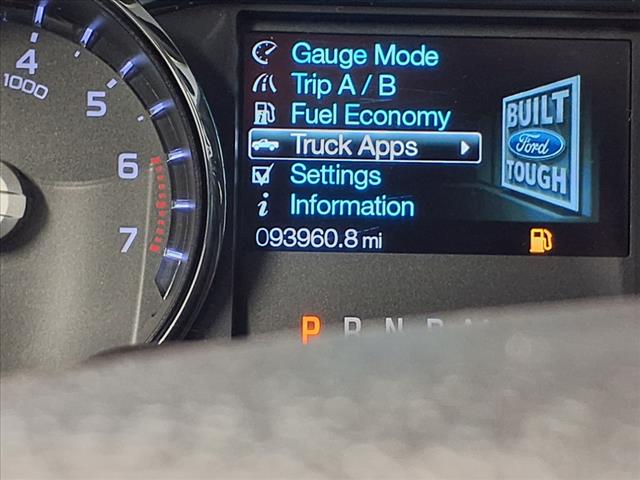 4
1000
5
6
7
Gauge Mode
Trip A / B
Fuel Economy
Truck Apps
Settings
Information
093960.8 mi
BUILT
Ford
TOUGH
P R N D